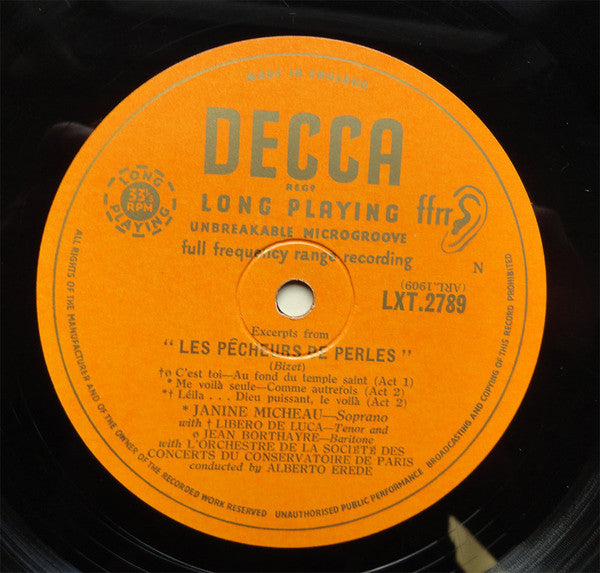 MADE IN ENGLAND
DECCA
REGD
LONG PLAYING
ffrr
UNBREAKABLE MICROGROOVE
full frequency range recording
LONG
33⅓
RPM
PLAYING
N
(ARL.1909)
LXT.2789
Excerpts from
"LES PÊCHEURS DE PERLES"
(Bizet)
†o C'est toi—Au fond du temple saint (Act 1)
* Me voilà seule—Comme autrefois (Act 2)
*† Léila . . . Dieu puissant, le voilà (Act 2)
* JANINE MICHEAU—Soprano
with † LIBERO DE LUCA—Tenor and
o JEAN BORTHAYRE—Baritone
with L'ORCHESTRE DE LA SOCIÉTÉ DES
CONCERTS DU CONSERVATOIRE DE PARIS
conducted by ALBERTO EREDE
ALL RIGHTS OF THE MANUFACTURER AND OF THE OWNER OF THE RECORDED WORK RESERVED UNAUTHORISED PUBLIC PERFORMANCE BROADCASTING AND COPYING OF THIS RECORD PROHIBITED